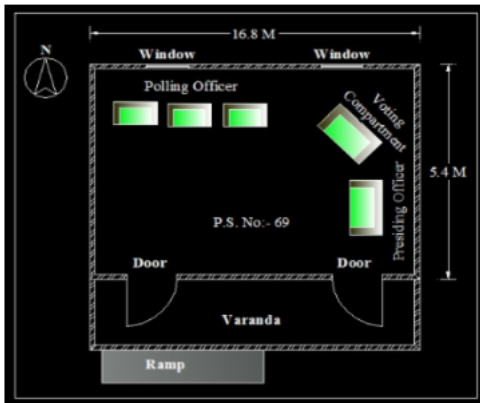 16.8 M
N
Window
Window
Polling Officer
Voting
Compartment
5.4 M
Presiding Officer
P.S. No:- 69
Door
Door
Varanda
Ramp